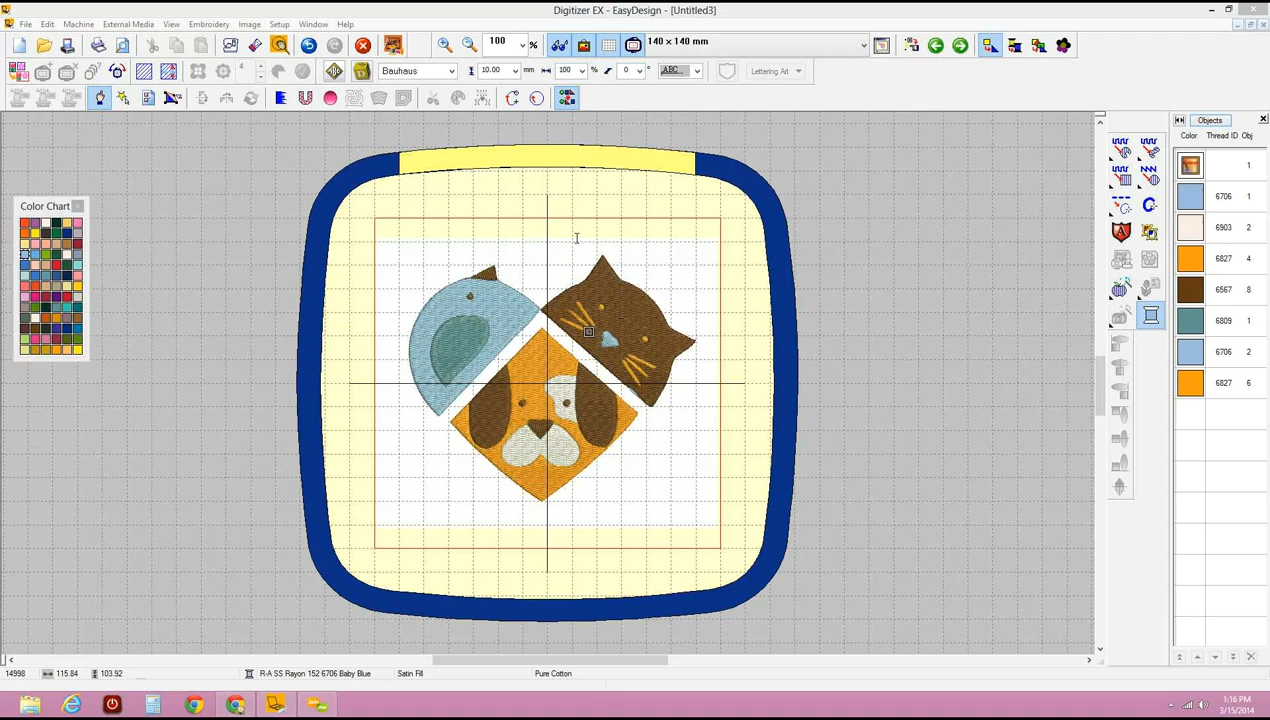 Digitizer EX - EasyDesign - [Untitled3]
File Edit Machine External Media View Embroidery Image Setup Window Help
100 % 140 x 140 mm
4 Bauhaus 10.00 mm 100 % 0 ° ABC Lettering Art
Objects
Color Thread ID Obj
1
6706 1
6903 2
6827 4
6567 8
6809 1
6706 2
6827 6
Color Chart
14998 115.84 103.92 R-A SS Rayon 152 6706 Baby Blue Satin Fill Pure Cotton
1:16 PM
3/15/2014